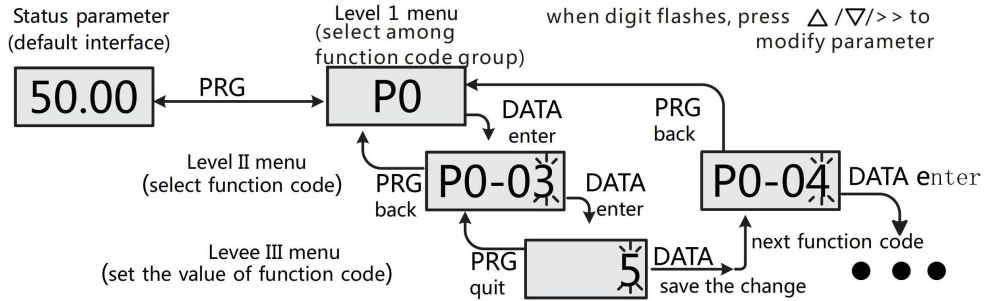 Status parameter
(default interface)
Level 1 menu
(select among
function code group)
when digit flashes, press △ /▽/>> to
modify parameter
50.00
PRG
P0
DATA
enter
PRG
back
Level II menu
(select function code)
PRG
back
P0-03
DATA
enter
P0-04
DATA enter
Levee III menu
(set the value of function code)
PRG
quit
5
DATA
save the change
next function code